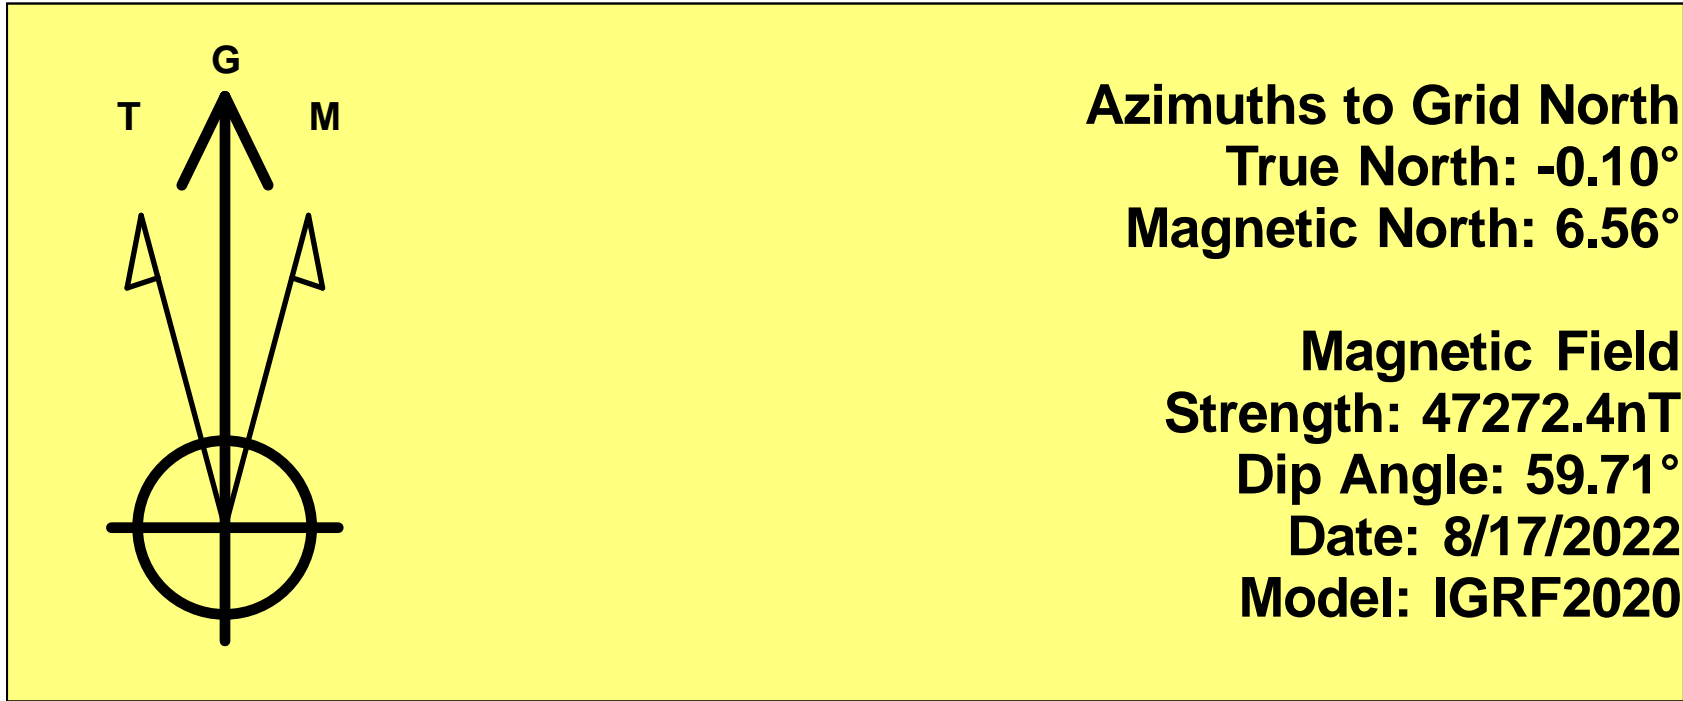 G
T M
Azimuths to Grid North
True North: -0.10°
Magnetic North: 6.56°
Magnetic Field
Strength: 47272.4nT
Dip Angle: 59.71°
Date: 8/17/2022
Model: IGRF2020